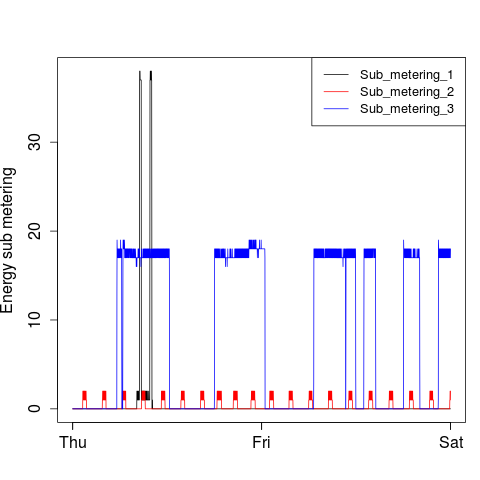 Sub_metering_1
Sub_metering_2
Sub_metering_3
Energy sub metering
30
20
10
0
Thu Fri Sat